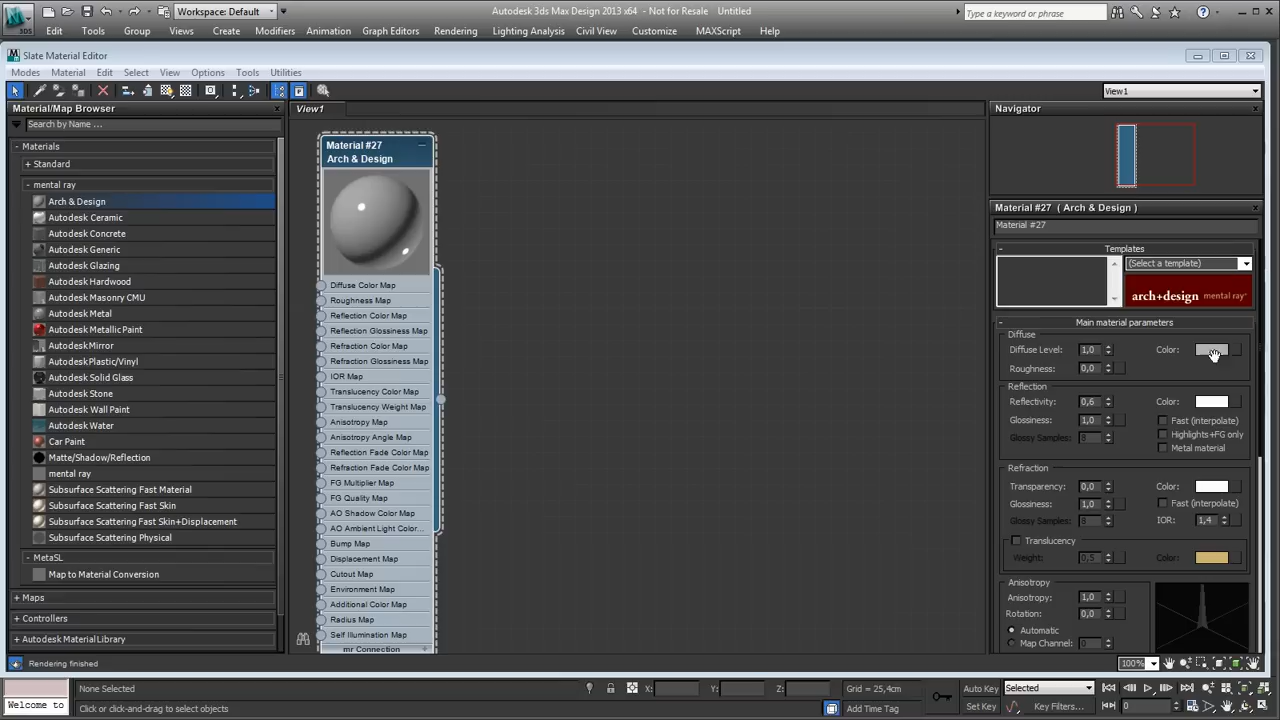 Workspace: Default
Autodesk 3ds Max Design 2013 x64 - Not for Resale Untitled
Type a keyword or phrase
3DS
Edit Tools Group Views Create Modifiers Animation Graph Editors Rendering Lighting Analysis Civil View Customize MAXScript Help
Slate Material Editor
Modes Material Edit Select View Options Tools Utilities
View1
Material/Map Browser
Search by Name ...
- Materials
+ Standard
- mental ray
Arch & Design
Autodesk Ceramic
Autodesk Concrete
Autodesk Generic
Autodesk Glazing
Autodesk Hardwood
Autodesk Masonry CMU
Autodesk Metal
Autodesk Metallic Paint
Autodesk Mirror
Autodesk Plastic/Vinyl
Autodesk Solid Glass
Autodesk Stone
Autodesk Wall Paint
Autodesk Water
Car Paint
Matte/Shadow/Reflection
mental ray
Subsurface Scattering Fast Material
Subsurface Scattering Fast Skin
Subsurface Scattering Fast Skin+Displacement
Subsurface Scattering Physical
- MetaSL
Map to Material Conversion
+ Maps
+ Controllers
+ Autodesk Material Library
Rendering finished
View1
Material #27
Arch & Design
Diffuse Color Map
Roughness Map
Reflection Color Map
Reflection Glossiness Map
Refraction Color Map
Refraction Glossiness Map
IOR Map
Translucency Color Map
Translucency Weight Map
Anisotropy Map
Anisotropy Angle Map
Reflection Fade Color Map
Refraction Fade Color Map
FG Multiplier Map
FG Quality Map
AO Shadow Color Map
AO Ambient Light Color...
Bump Map
Displacement Map
Cutout Map
Environment Map
Additional Color Map
Radius Map
Self Illumination Map
mr Connection +
Navigator
Material #27 ( Arch & Design )
Material #27
- Templates
(Select a template)
arch+design mental ray
- Main material parameters
Diffuse
Diffuse Level: 1,0 Color:
Roughness: 0,0
Reflection
Reflectivity: 0,6 Color:
Glossiness: 1,0 Fast (interpolate)
Glossy Samples: 8 Highlights+FG only
Metal material
Refraction
Transparency: 0,0 Color:
Glossiness: 1,0 Fast (interpolate)
Glossy Samples: 8 IOR: 1,4
Translucency
Weight: 0,5 Color:
Anisotropy
Anisotropy: 1,0
Rotation: 0,0
Automatic
Map Channel: 0
100%
None Selected X: Y: Z: Grid = 25,4cm Auto Key Selected
Welcome to Click or click-and-drag to select objects Add Time Tag Set Key Key Filters... 0